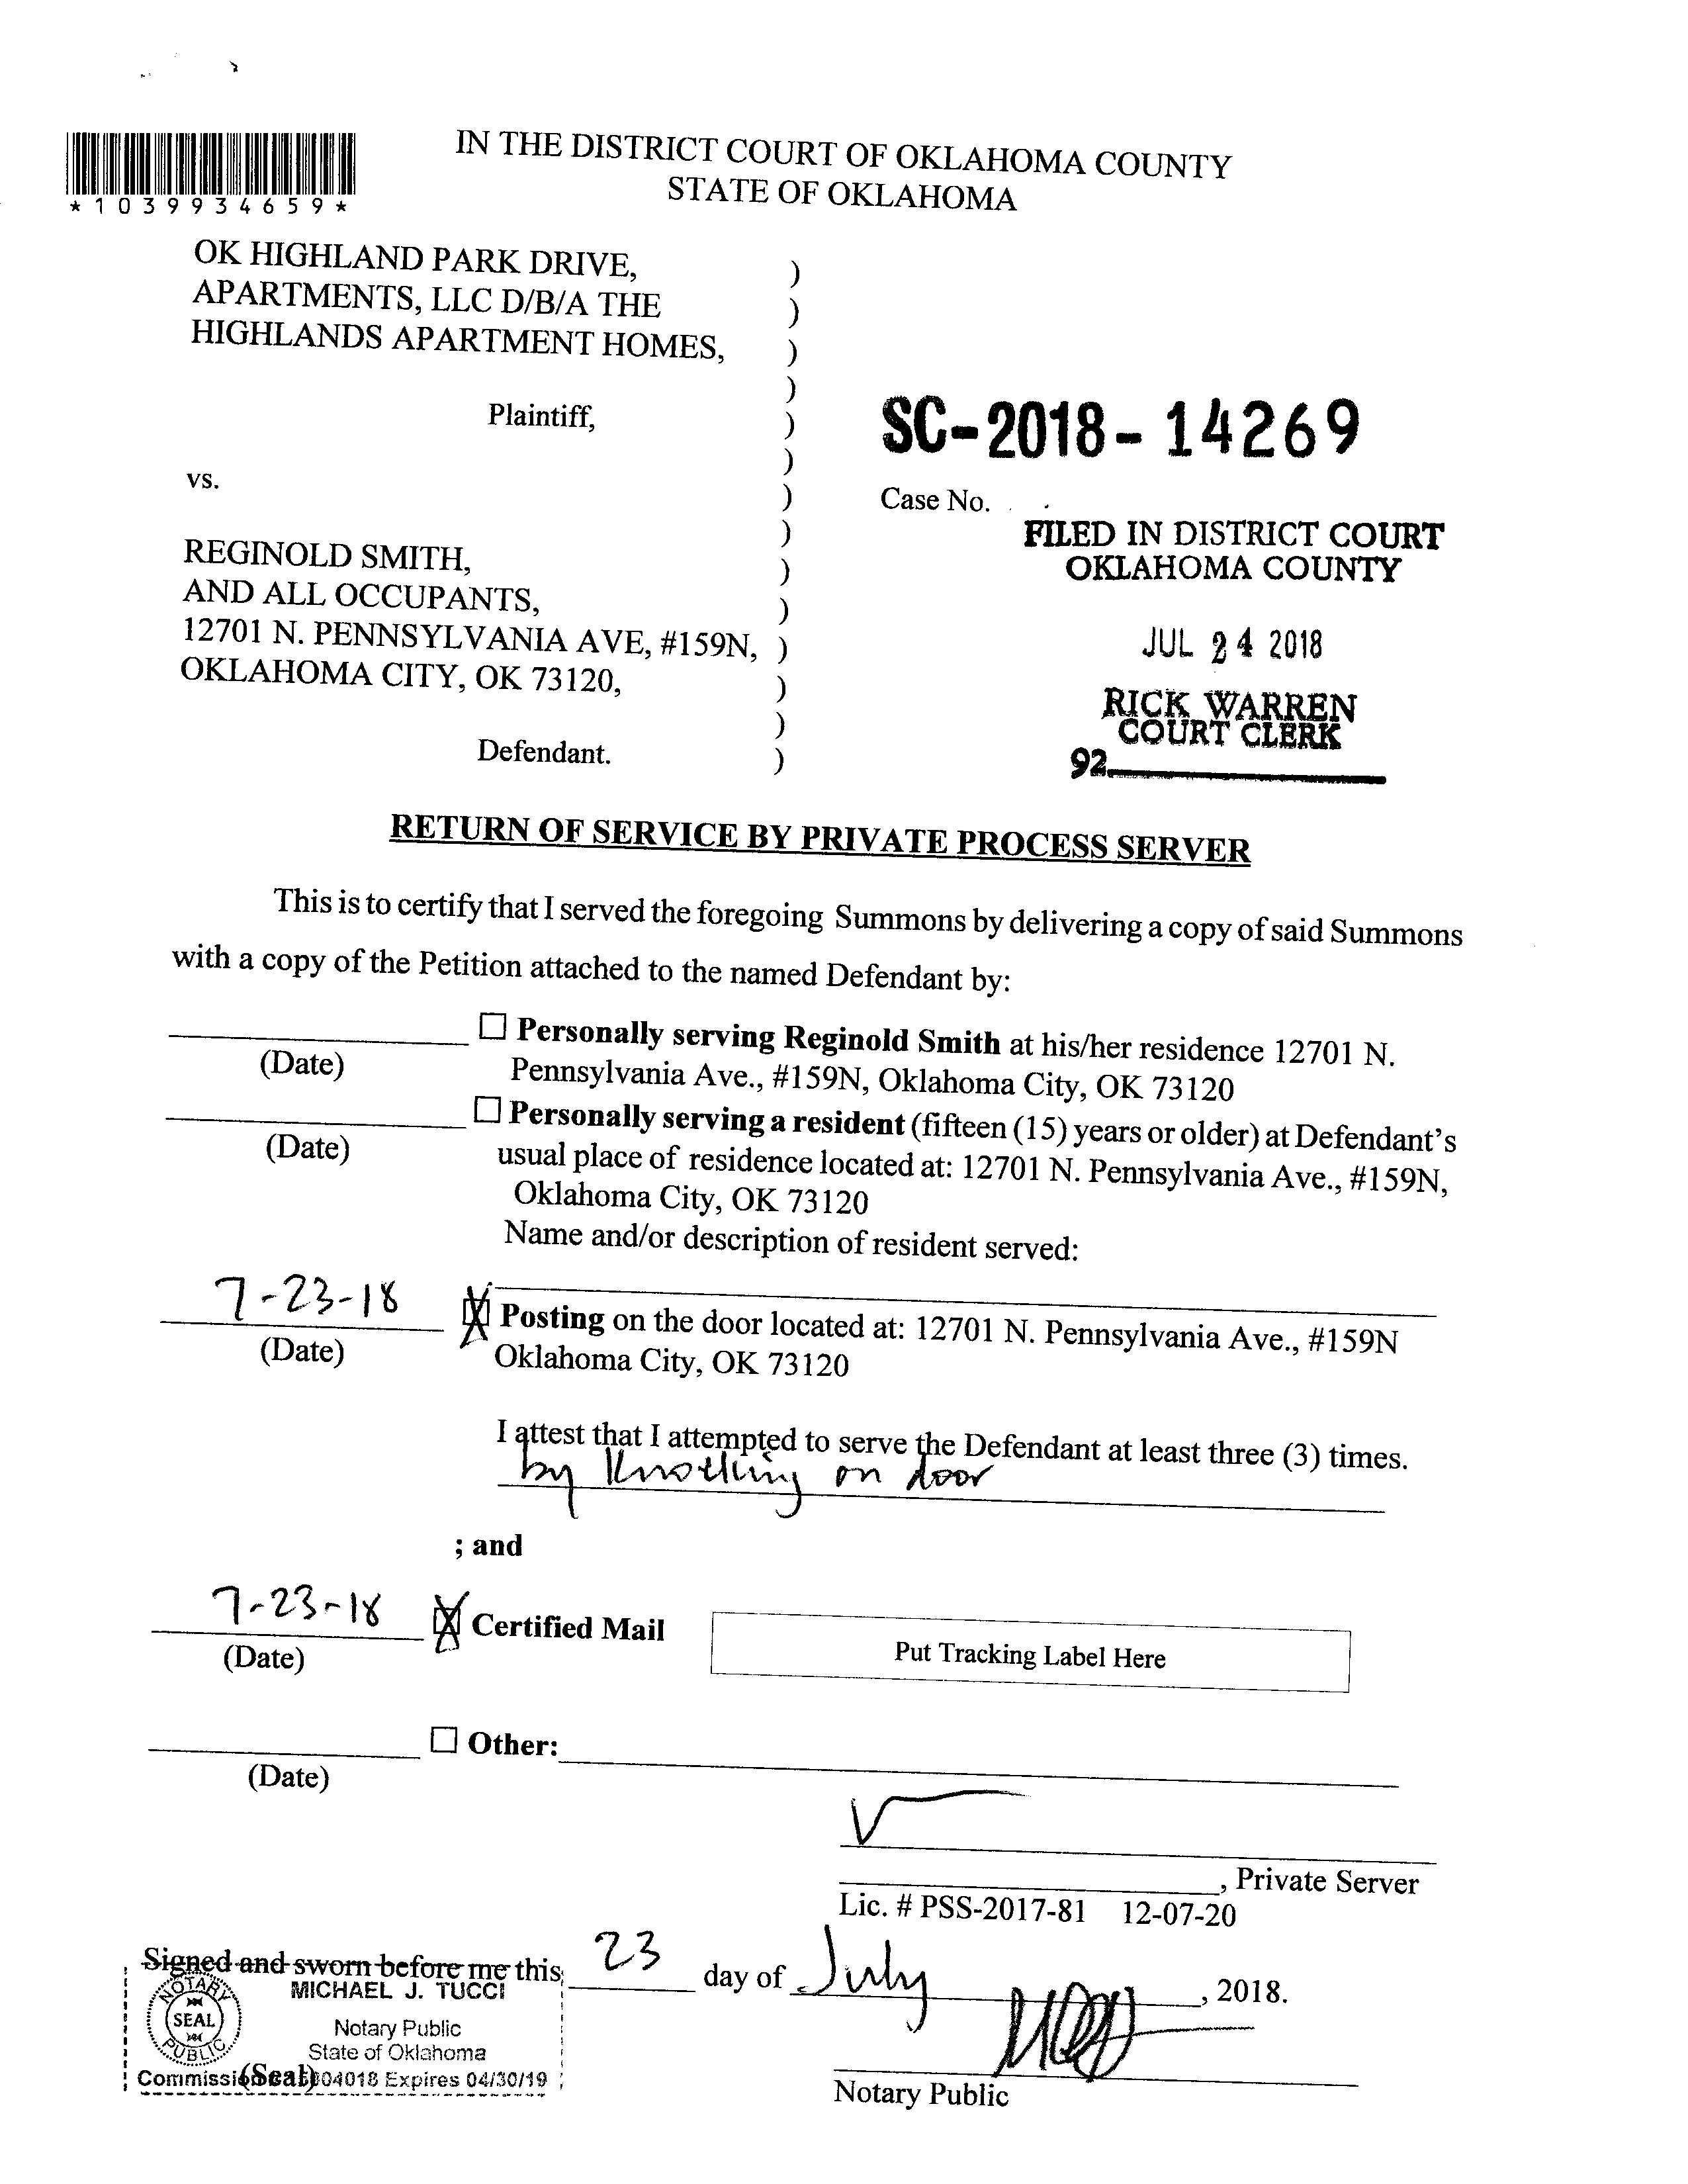 *1039934659*
IN THE DISTRICT COURT OF OKLAHOMA COUNTY
STATE OF OKLAHOMA
OK HIGHLAND PARK DRIVE, )
APARTMENTS, LLC D/B/A THE )
HIGHLANDS APARTMENT HOMES, )
)
Plaintiff, )
SC-2018-14269
)
vs. )
Case No.
)
FILED IN DISTRICT COURT
OKLAHOMA COUNTY
REGINOLD SMITH, )
AND ALL OCCUPANTS, )
12701 N. PENNSYLVANIA AVE, #159N, )
OKLAHOMA CITY, OK 73120, )
JUL 24 2018
)
Defendant. )
RICK WARREN
COURT CLERK
92
RETURN OF SERVICE BY PRIVATE PROCESS SERVER
This is to certify that I served the foregoing Summons by delivering a copy of said Summons
with a copy of the Petition attached to the named Defendant by:
Personally serving Reginold Smith at his/her residence 12701 N.
(Date) Pennsylvania Ave., #159N, Oklahoma City, OK 73120
Personally serving a resident (fifteen (15) years or older) at Defendant's
(Date) usual place of residence located at: 12701 N. Pennsylvania Ave., #159N,
Oklahoma City, OK 73120
Name and/or description of resident served:
7-23-18 X Posting on the door located at: 12701 N. Pennsylvania Ave., #159N
(Date) Oklahoma City, OK 73120
I attest that I attempted to serve the Defendant at least three (3) times.
by knocking on door
; and
7-23-18 X Certified Mail
Put Tracking Label Here
(Date)
Other:
(Date)
, Private Server
Lic. # PSS-2017-81 12-07-20
Signed and sworn before me this 23 day of July, 2018.
NOTARY PUBLIC SEAL
MICHAEL J. TUCCI
Notary Public
State of Oklahoma
(Seal)
Expires 04/30/19
Notary Public